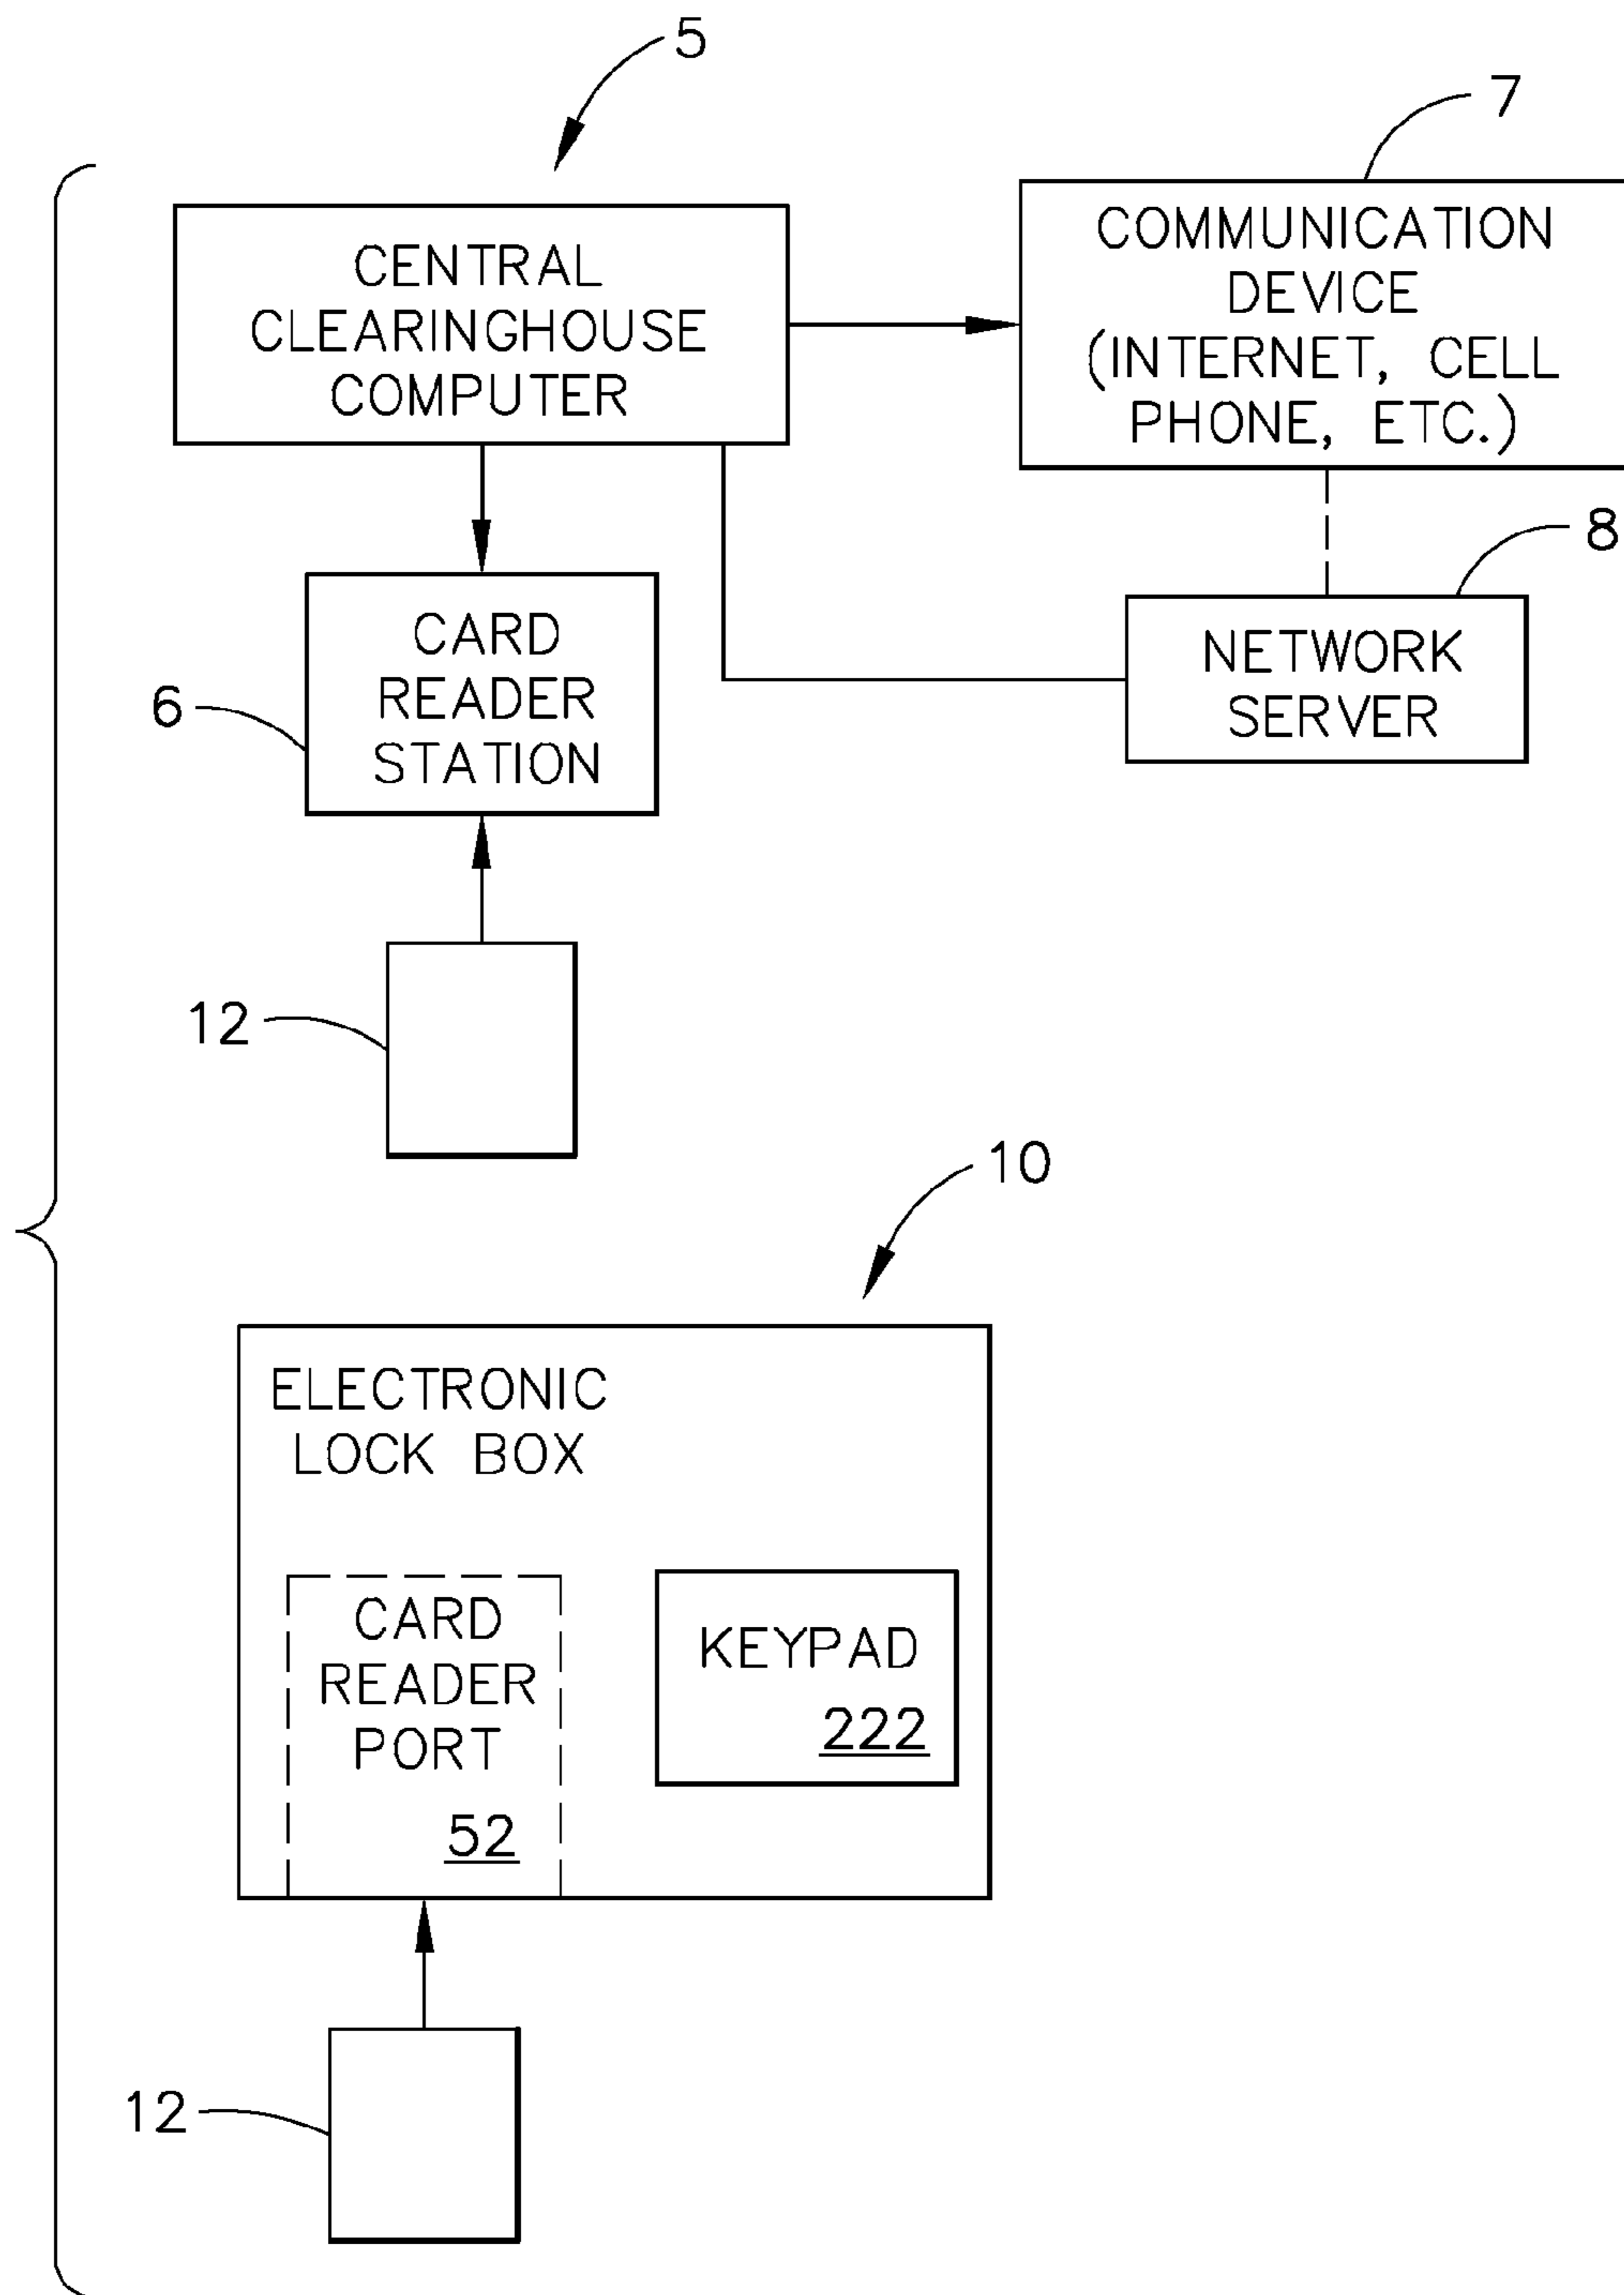 5
7
CENTRAL
CLEARINGHOUSE
COMPUTER
COMMUNICATION
DEVICE
(INTERNET, CELL
PHONE, ETC.)
8
CARD
READER
STATION
6
NETWORK
SERVER
12
10
ELECTRONIC
LOCK BOX
CARD
READER
PORT
52
KEYPAD
222
12